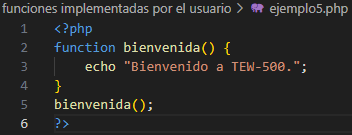 funciones implementadas por el usuario > ejemplo5.php
1 <?php
2 function bienvenida() {
3     echo "Bienvenido a TEW-500.";
4 }
5 bienvenida();
6 ?>